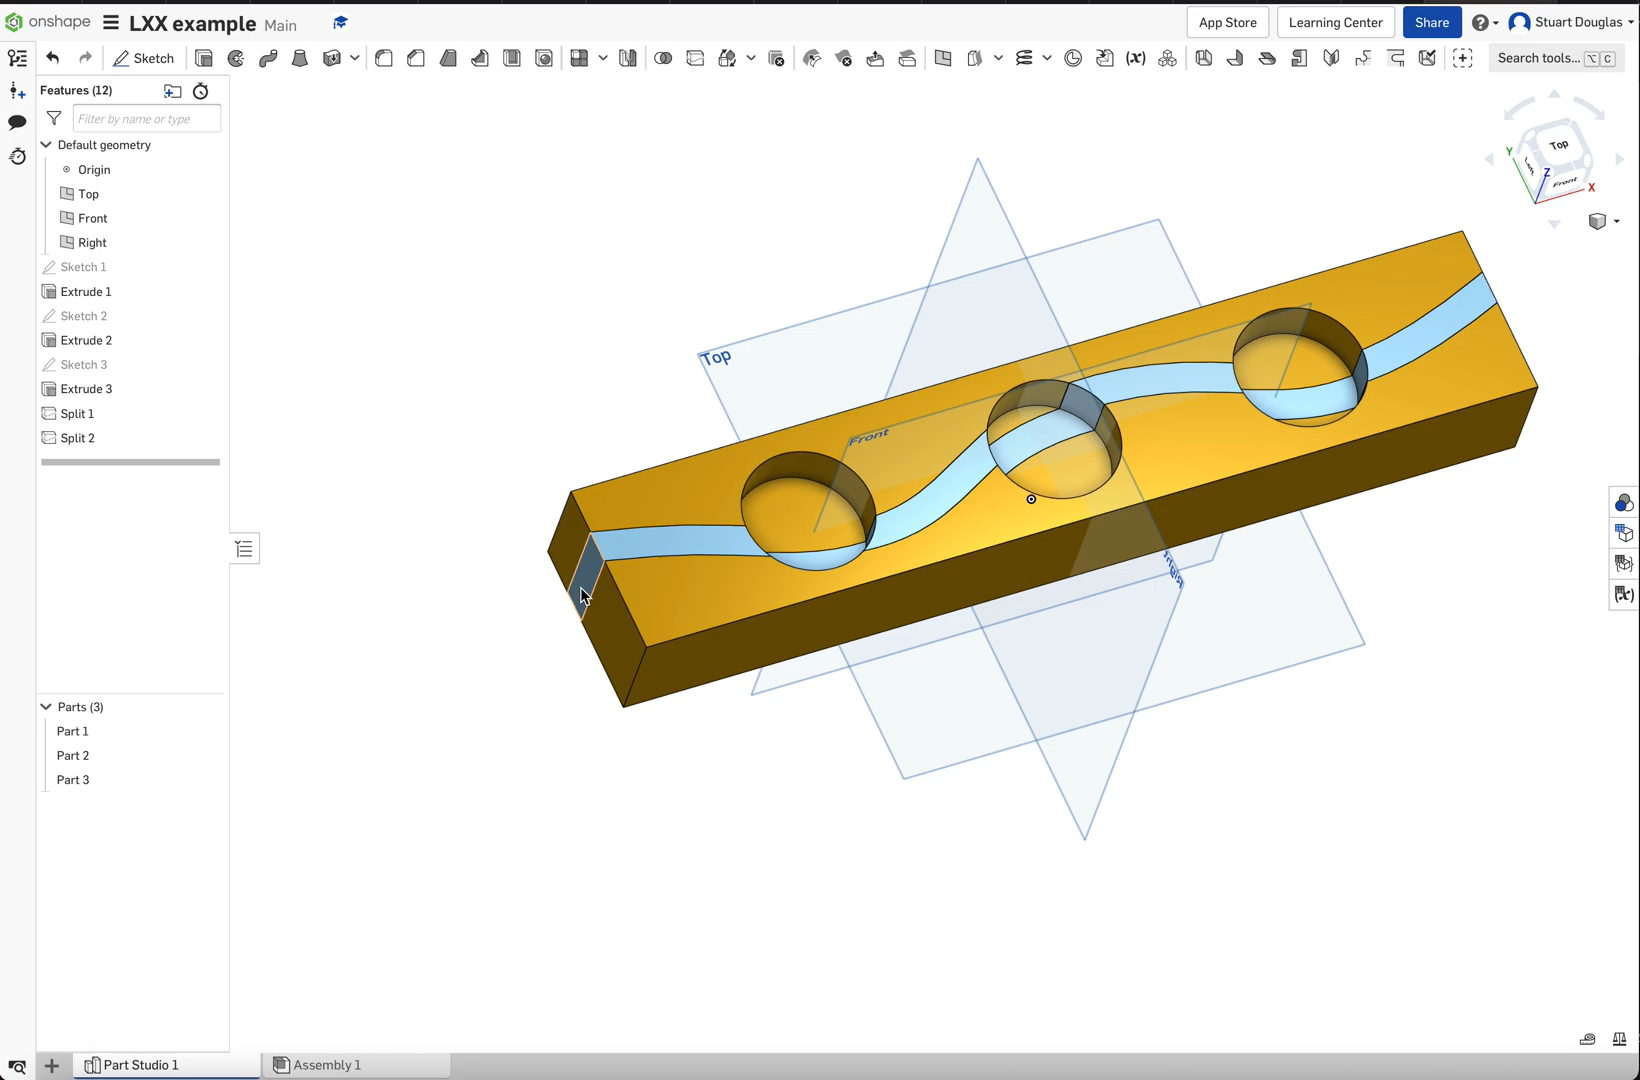 onshape LXX example Main App Store Learning Center Share Stuart Douglas
Sketch (x) Search tools... ⌥ C
Features (12)
Filter by name or type
Default geometry
Origin
Top
Front
Right
Sketch 1
Extrude 1
Sketch 2
Extrude 2
Sketch 3
Extrude 3
Split 1
Split 2
Parts (3)
Part 1
Part 2
Part 3
Top
Front
Right
Top
Left
Front
Y
Z
X
(x)
Part Studio 1 Assembly 1